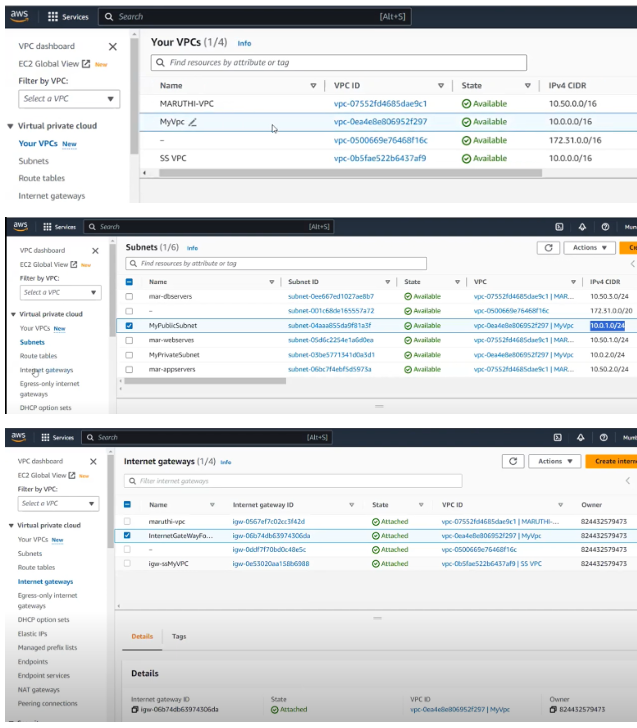 aws Services Search [Alt+S]
VPC dashboard
EC2 Global View New
Filter by VPC:
Select a VPC
Virtual private cloud
Your VPCs New
Subnets
Route tables
Internet gateways
Your VPCs (1/4) Info
Find resources by attribute or tag
Name VPC ID State IPv4 CIDR
MARUTHI-VPC vpc-07552fd4685dae9c1 Available 10.50.0.0/16
MyVpc vpc-0ea4e8e806952f297 Available 10.0.0.0/16
– vpc-0500669e76468f16c Available 172.31.0.0/16
SS VPC vpc-0b5fae522b6437af9 Available 10.0.0.0/16
aws Services Search [Alt+S]
VPC dashboard
EC2 Global View New
Filter by VPC:
Select a VPC
Virtual private cloud
Your VPCs New
Subnets
Route tables
Internet gateways
Egress-only internet
gateways
DHCP option sets
Subnets (1/6) Info
Actions
Find resources by attribute or tag
Name Subnet ID State VPC IPv4 CIDR
mar-dbservers subnet-0ee667ed1027ae8b7 Available vpc-07552fd4685dae9c1 | MAR... 10.50.3.0/24
– subnet-001c68de165557a72 Available vpc-0500669e76468f16c 172.31.0.0/20
MyPublicSubnet subnet-04aaa855da9f81a3f Available vpc-0ea4e8e806952f297 | MyVpc 10.0.1.0/24
mar-webserves subnet-05d6c2254e1a6d0ea Available vpc-07552fd4685dae9c1 | MAR... 10.50.1.0/24
MyPrivateSubnet subnet-03be5771341d0a3d1 Available vpc-0ea4e8e806952f297 | MyVpc 10.0.2.0/24
mar-appservers subnet-06bc7f4ebf5d5973a Available vpc-07552fd4685dae9c1 | MAR... 10.50.2.0/24
aws Services Search [Alt+S]
VPC dashboard
EC2 Global View New
Filter by VPC:
Select a VPC
Virtual private cloud
Your VPCs New
Subnets
Route tables
Internet gateways
Egress-only internet
gateways
DHCP option sets
Elastic IPs
Managed prefix lists
Endpoints
Endpoint services
NAT gateways
Peering connections
Internet gateways (1/4) Info
Actions Create intern
Filter internet gateways
Name Internet gateway ID State VPC ID Owner
maruthi-vpc igw-0567ef7c02cc3f42d Attached vpc-07552fd4685dae9c1 | MARUTHI-... 824432579473
InternetGateWayFo... igw-06b74db63974306da Attached vpc-0ea4e8e806952f297 | MyVpc 824432579473
– igw-0ddf7f70bd0c48e5c Attached vpc-0500669e76468f16c 824432579473
igw-ssMyVPC igw-0e53020aa158b6988 Attached vpc-0b5fae522b6437af9 | SS VPC 824432579473
Details Tags
Details
Internet gateway ID State VPC ID Owner
igw-06b74db63974306da Attached vpc-0ea4e8e806952f297 | MyVpc 824432579473